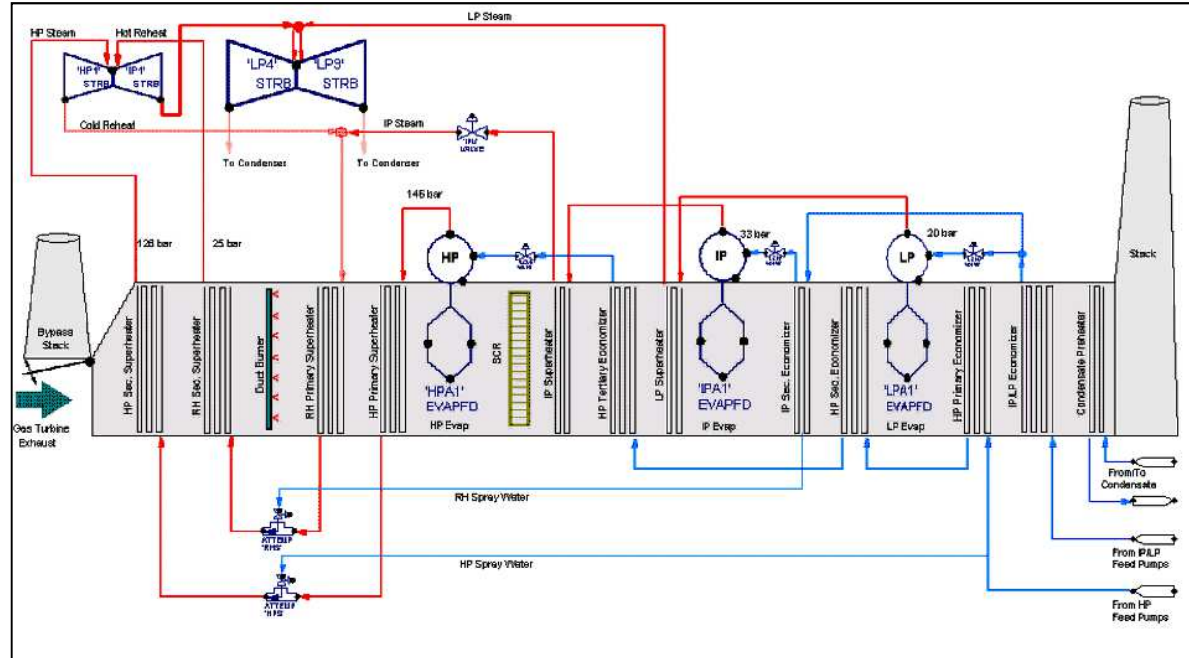 LP Steam
HP Steam
Hot Reheat
'HP1'
'IP1'
STRB
STRB
'LP4'
'LP3'
STRB
STRB
Cold Reheat
IP Steam
VALVE
To Condenser
To Condenser
146 bar
126 bar
25 bar
33 bar
20 bar
HP
IP
LP
Stack
Bypass
Stack
HP Sec. Superheater
RH Sec. Superheater
Duct Burner
RH Primary Superheater
HP Primary Superheater
SCR
IP Superheater
HP Tertiary Economizer
LP Superheater
IP Sec. Economizer
HP Sec. Economizer
HP Primary Economizer
IP/LP Economizer
Condensate Preheater
'HPA1'
EVAPFD
HP Evap
'IPA1'
EVAPFD
IP Evap
'LPA1'
EVAPFD
LP Evap
Gas Turbine
Exhaust
From/To
Condensate
RH Spray Water
From IP/LP
Feed Pumps
HP Spray Water
From HP
Feed Pumps